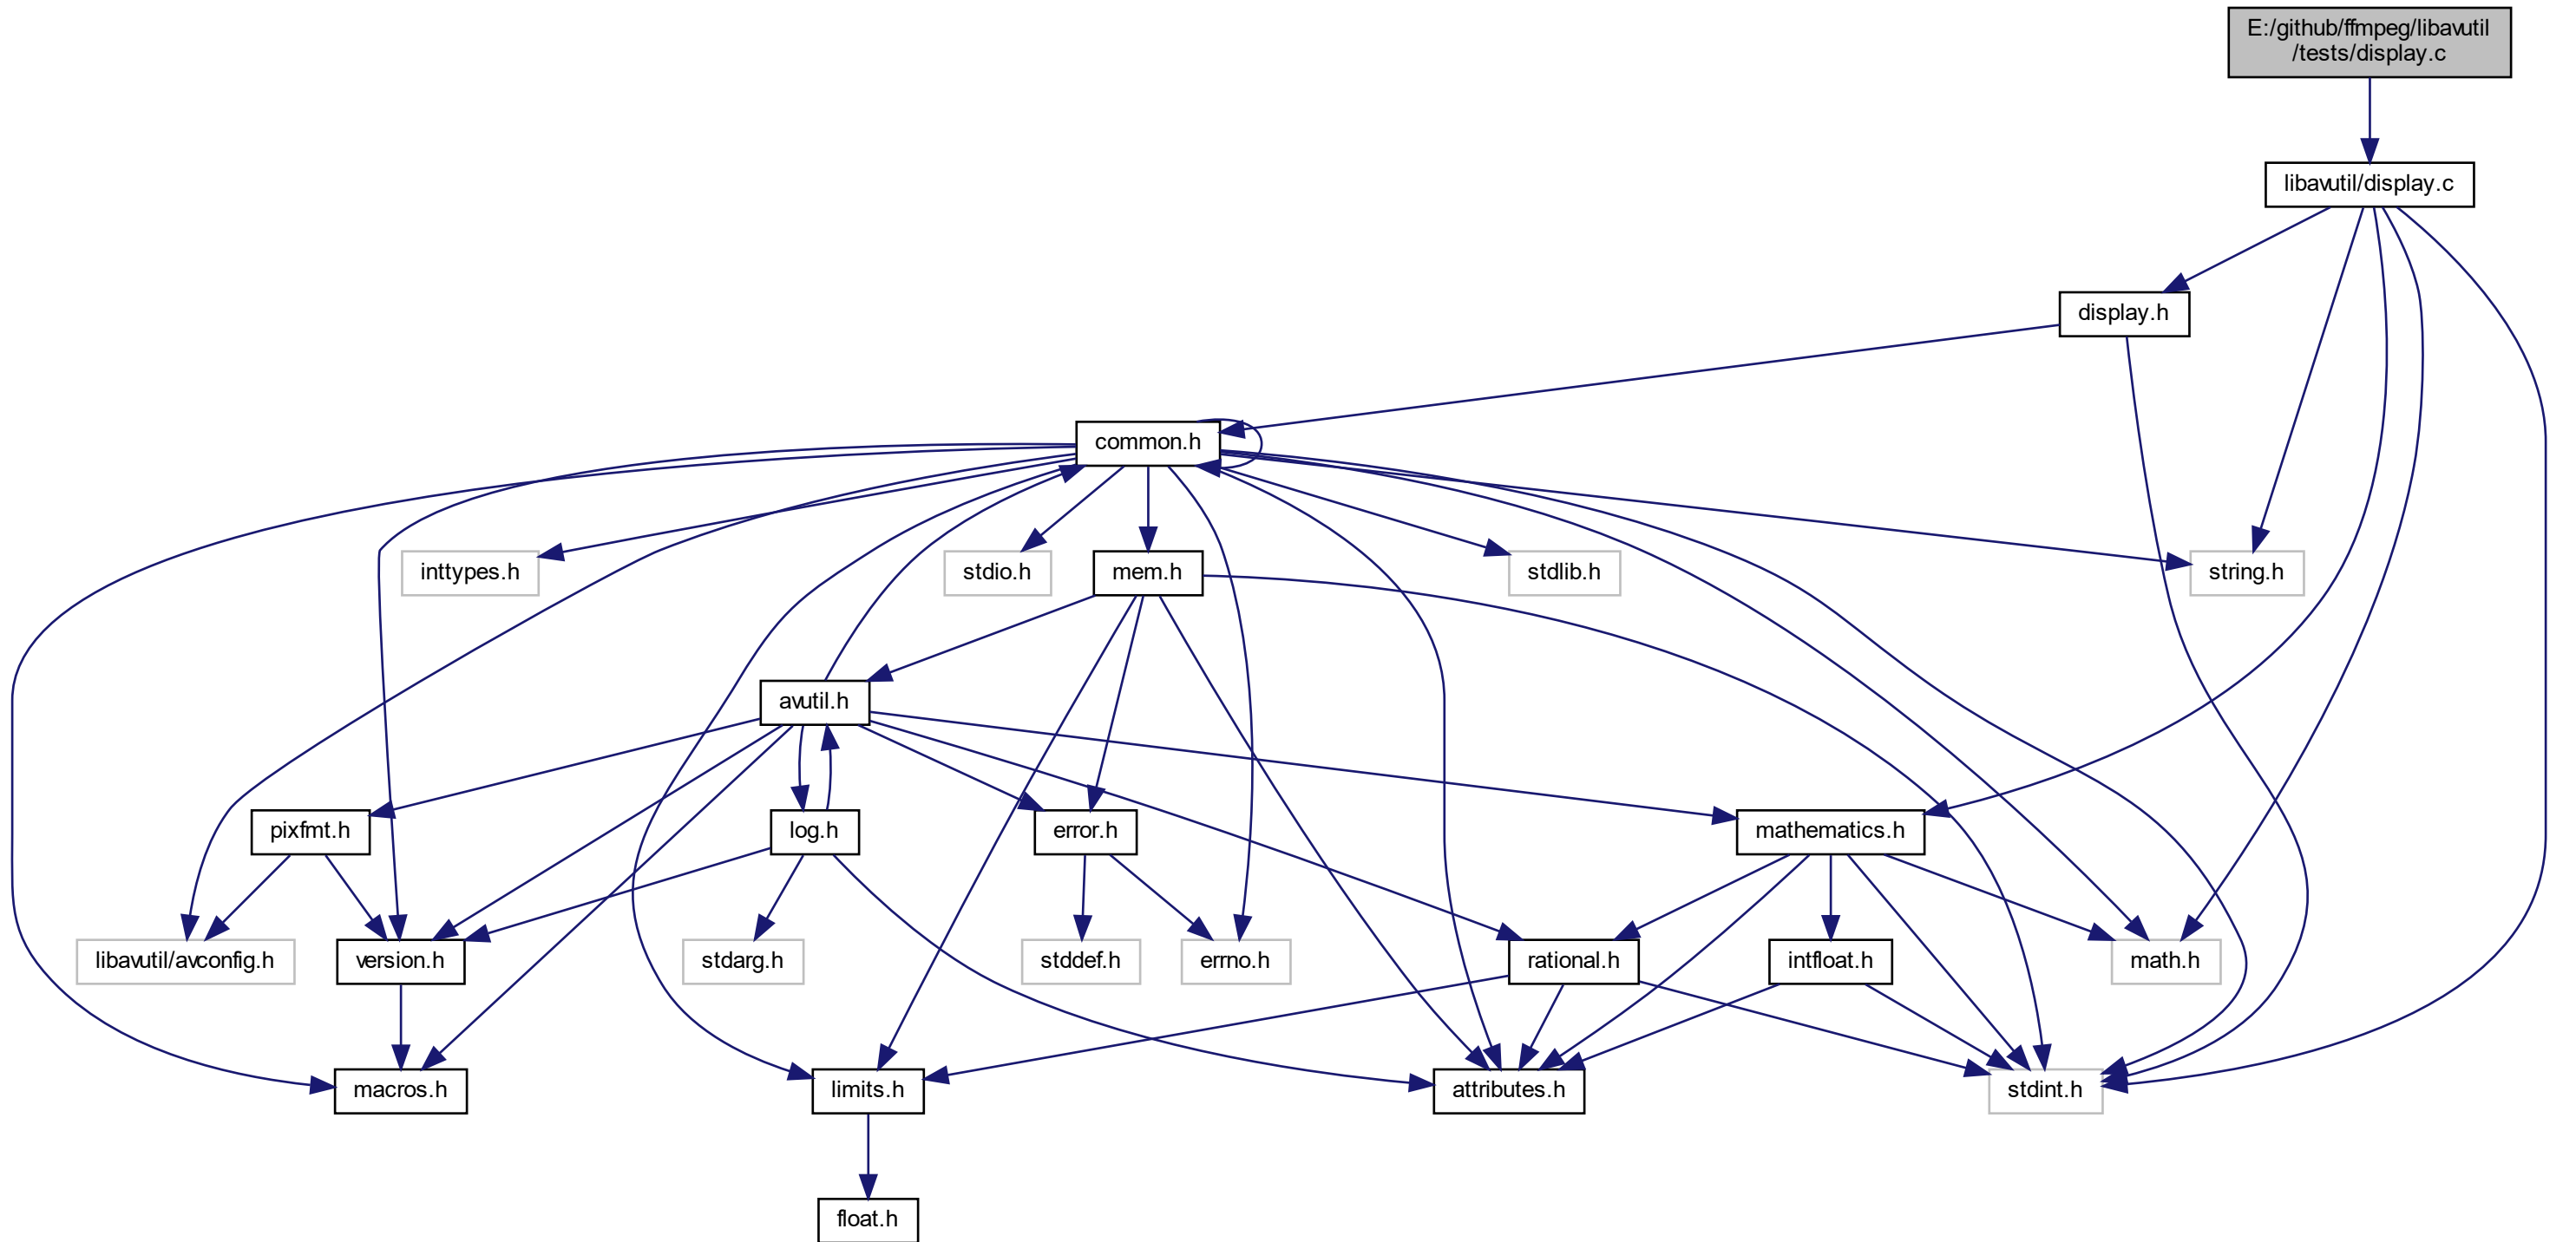 E:/github/ffmpeg/libavutil
/tests/display.c
libavutil/display.c
display.h
common.h
inttypes.h
stdio.h
mem.h
stdlib.h
string.h
avutil.h
pixfmt.h
log.h
error.h
mathematics.h
libavutil/avconfig.h
version.h
stdarg.h
stddef.h
errno.h
rational.h
intfloat.h
math.h
macros.h
limits.h
attributes.h
stdint.h
float.h